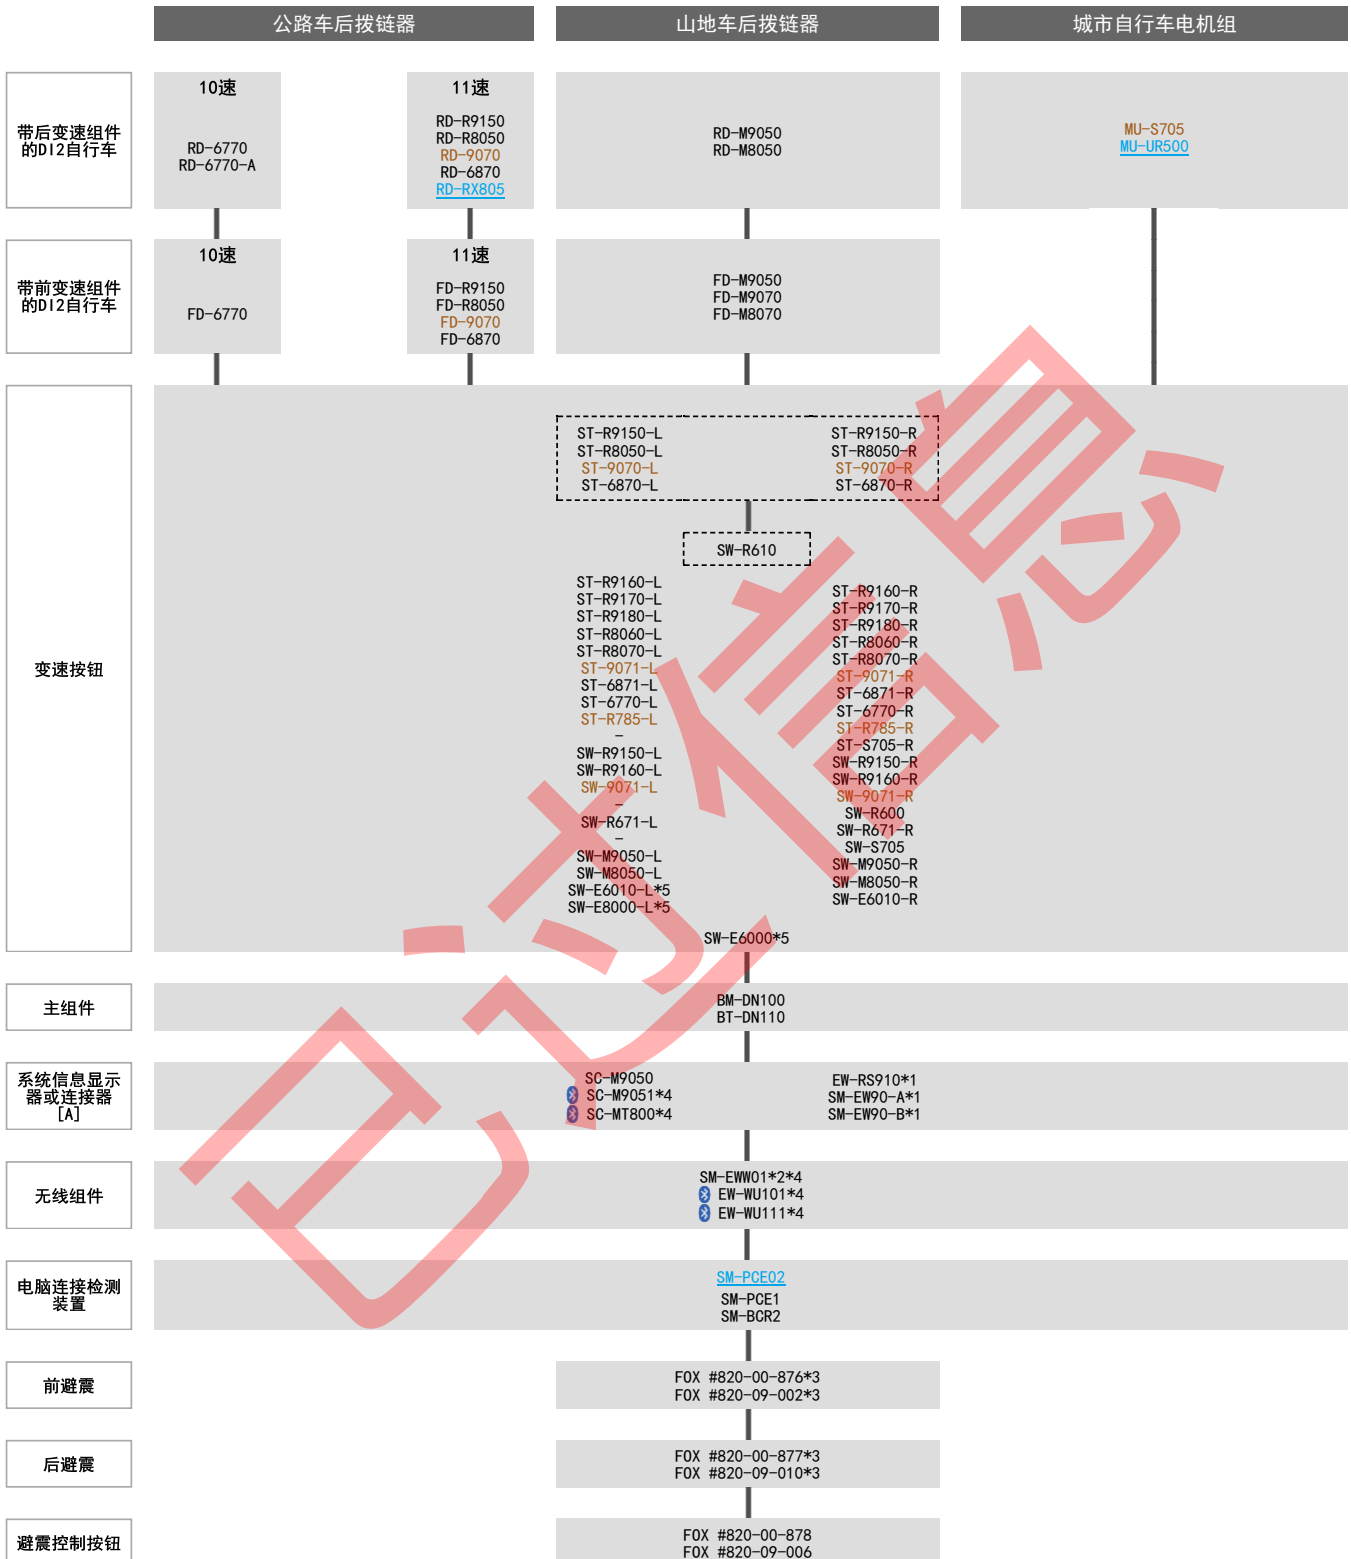 公路车后拨链器
山地车后拨链器
城市自行车电机组
带后变速组件
的DI2自行车
10速
RD-6770
RD-6770-A
11速
RD-R9150
RD-R8050
RD-9070
RD-6870
RD-RX805
RD-M9050
RD-M8050
MU-S705
MU-UR500
带前变速组件
的DI2自行车
10速
FD-6770
11速
FD-R9150
FD-R8050
FD-9070
FD-6870
FD-M9050
FD-M9070
FD-M8070
变速按钮
ST-R9150-L
ST-R8050-L
ST-9070-L
ST-6870-L
ST-R9150-R
ST-R8050-R
ST-9070-R
ST-6870-R
SW-R610
ST-R9160-L
ST-R9170-L
ST-R9180-L
ST-R8060-L
ST-R8070-L
ST-9071-L
ST-6871-L
ST-6770-L
ST-R785-L
-
SW-R9150-L
SW-R9160-L
SW-9071-L
-
SW-R671-L
-
SW-M9050-L
SW-M8050-L
SW-E6010-L*5
SW-E8000-L*5
ST-R9160-R
ST-R9170-R
ST-R9180-R
ST-R8060-R
ST-R8070-R
ST-9071-R
ST-6871-R
ST-6770-R
ST-R785-R
ST-S705-R
SW-R9150-R
SW-R9160-R
SW-9071-R
SW-R600
SW-R671-R
SW-S705
SW-M9050-R
SW-M8050-R
SW-E6010-R
SW-E6000*5
主组件
BM-DN100
BT-DN110
系统信息显示
器或连接器
[A]
SC-M9050
SC-M9051*4
SC-MT800*4
EW-RS910*1
SM-EW90-A*1
SM-EW90-B*1
无线组件
SM-EWW01*2*4
EW-WU101*4
EW-WU111*4
电脑连接检测
装置
SM-PCE02
SM-PCE1
SM-BCR2
前避震
FOX #820-00-876*3
FOX #820-09-002*3
后避震
FOX #820-00-877*3
FOX #820-09-010*3
避震控制按钮
FOX #820-00-878
FOX #820-09-006
已过信息